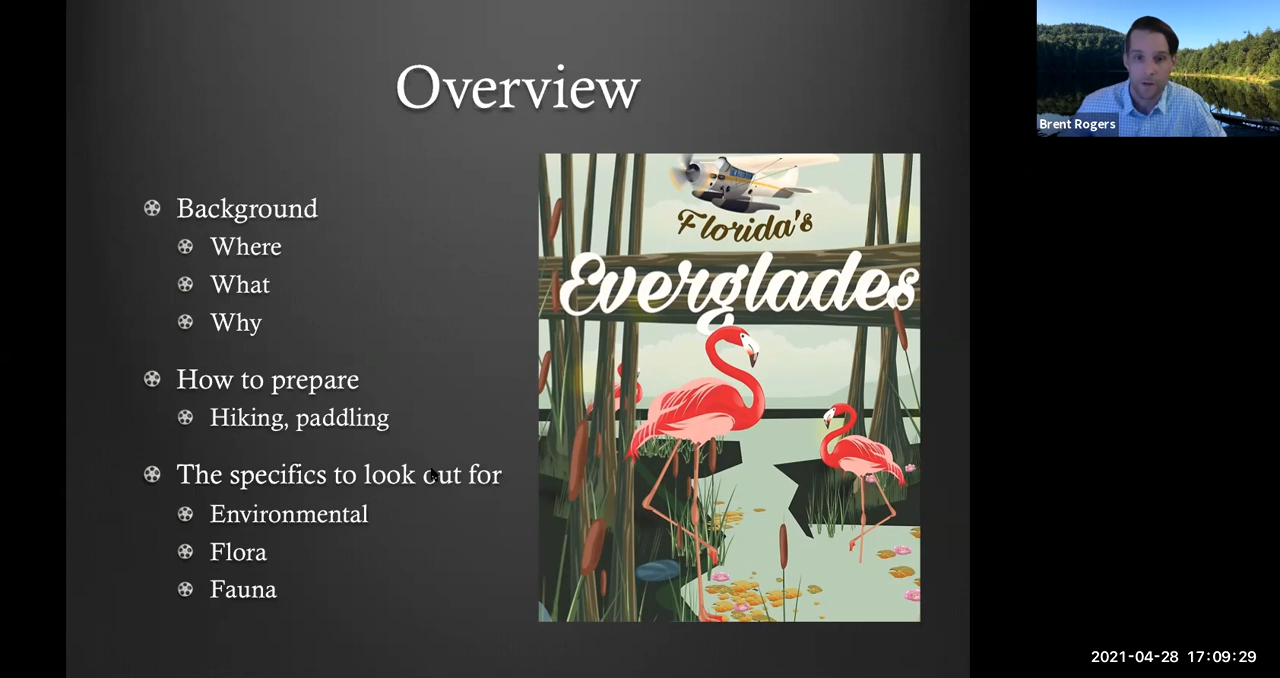 Overview
Background
Where
What
Why
How to prepare
Hiking, paddling
The specifics to look out for
Environmental
Flora
Fauna
Florida's
Everglades
Brent Rogers
2021-04-28 17:09:29